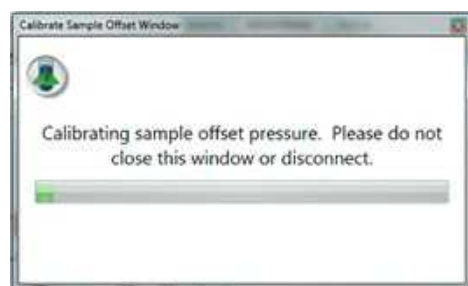 Calibrate Sample Offset Window
Calibrating sample offset pressure. Please do not
close this window or disconnect.